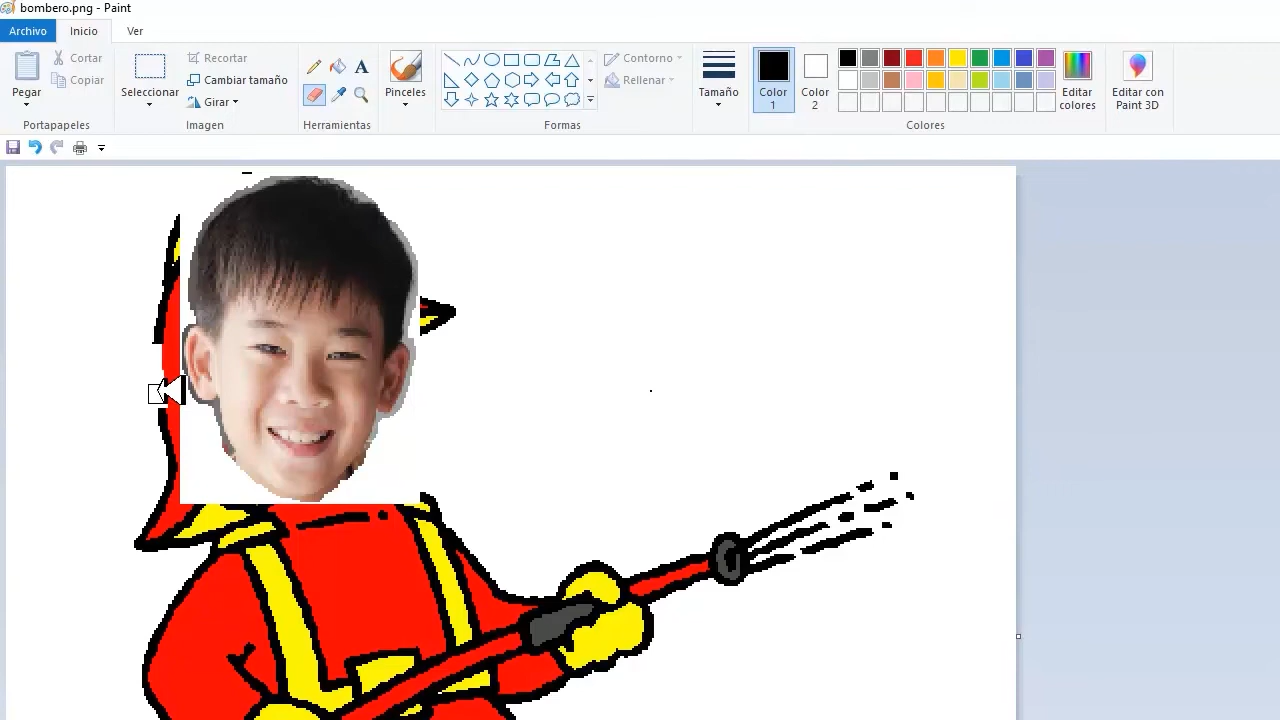 bombero.png - Paint
Archivo Inicio Ver
Pegar
Cortar
Copiar
Portapapeles
Seleccionar
Recortar
Cambiar tamaño
Girar
Imagen
A
Herramientas
Pinceles
Contorno
Rellenar
Formas
Tamaño
Color
1
Color
2
Editar
colores
Colores
Editar con
Paint 3D